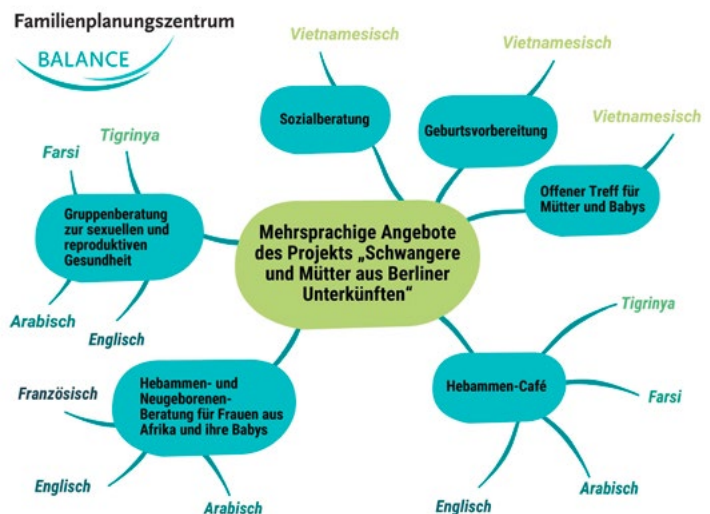 Familienplanungszentrum
BALANCE
Vietnamesisch
Sozialberatung
Vietnamesisch
Geburtsvorbereitung
Vietnamesisch
Offener Treff für
Mütter und Babys
Tigrinya
Farsi
Gruppenberatung
zur sexuellen und
reproduktiven
Gesundheit
Arabisch
Englisch
Mehrsprachige Angebote
des Projekts „Schwangere
und Mütter aus Berliner
Unterkünften“
Französisch
Hebammen- und
Neugeborenen-
Beratung für Frauen aus
Afrika und ihre Babys
Englisch
Arabisch
Tigrinya
Hebammen-Café
Farsi
Arabisch
Englisch